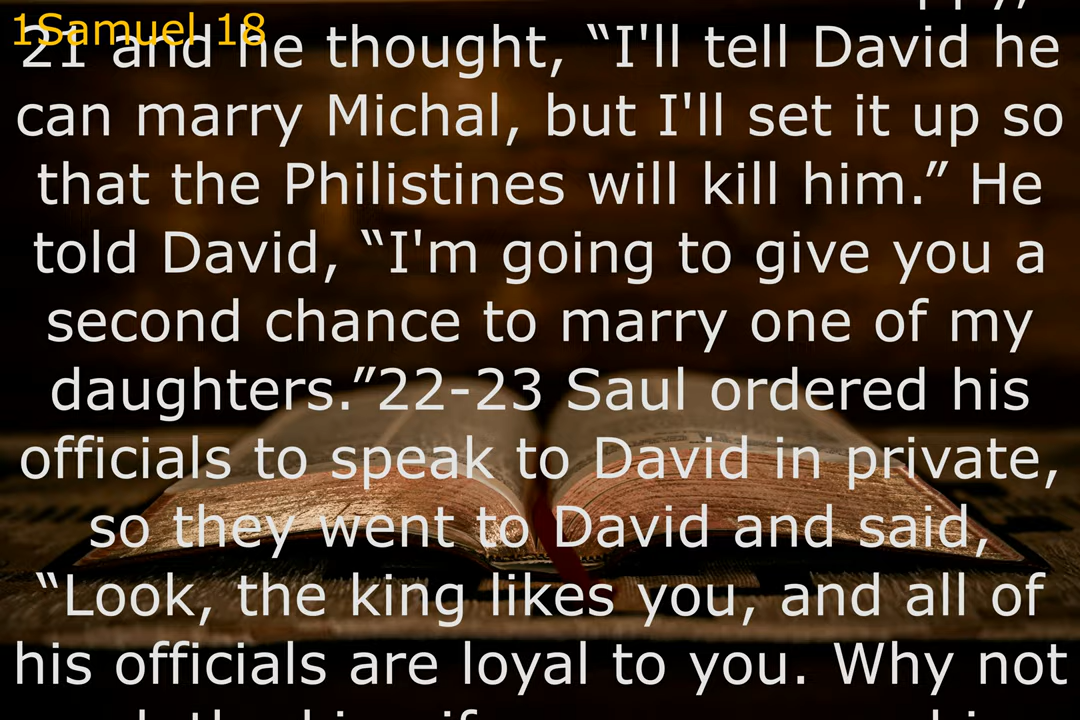 1Samuel 18
21 and he thought, “I'll tell David he
can marry Michal, but I'll set it up so
that the Philistines will kill him.” He
told David, “I'm going to give you a
second chance to marry one of my
daughters.”22-23 Saul ordered his
officials to speak to David in private,
so they went to David and said,
“Look, the king likes you, and all of
his officials are loyal to you. Why not